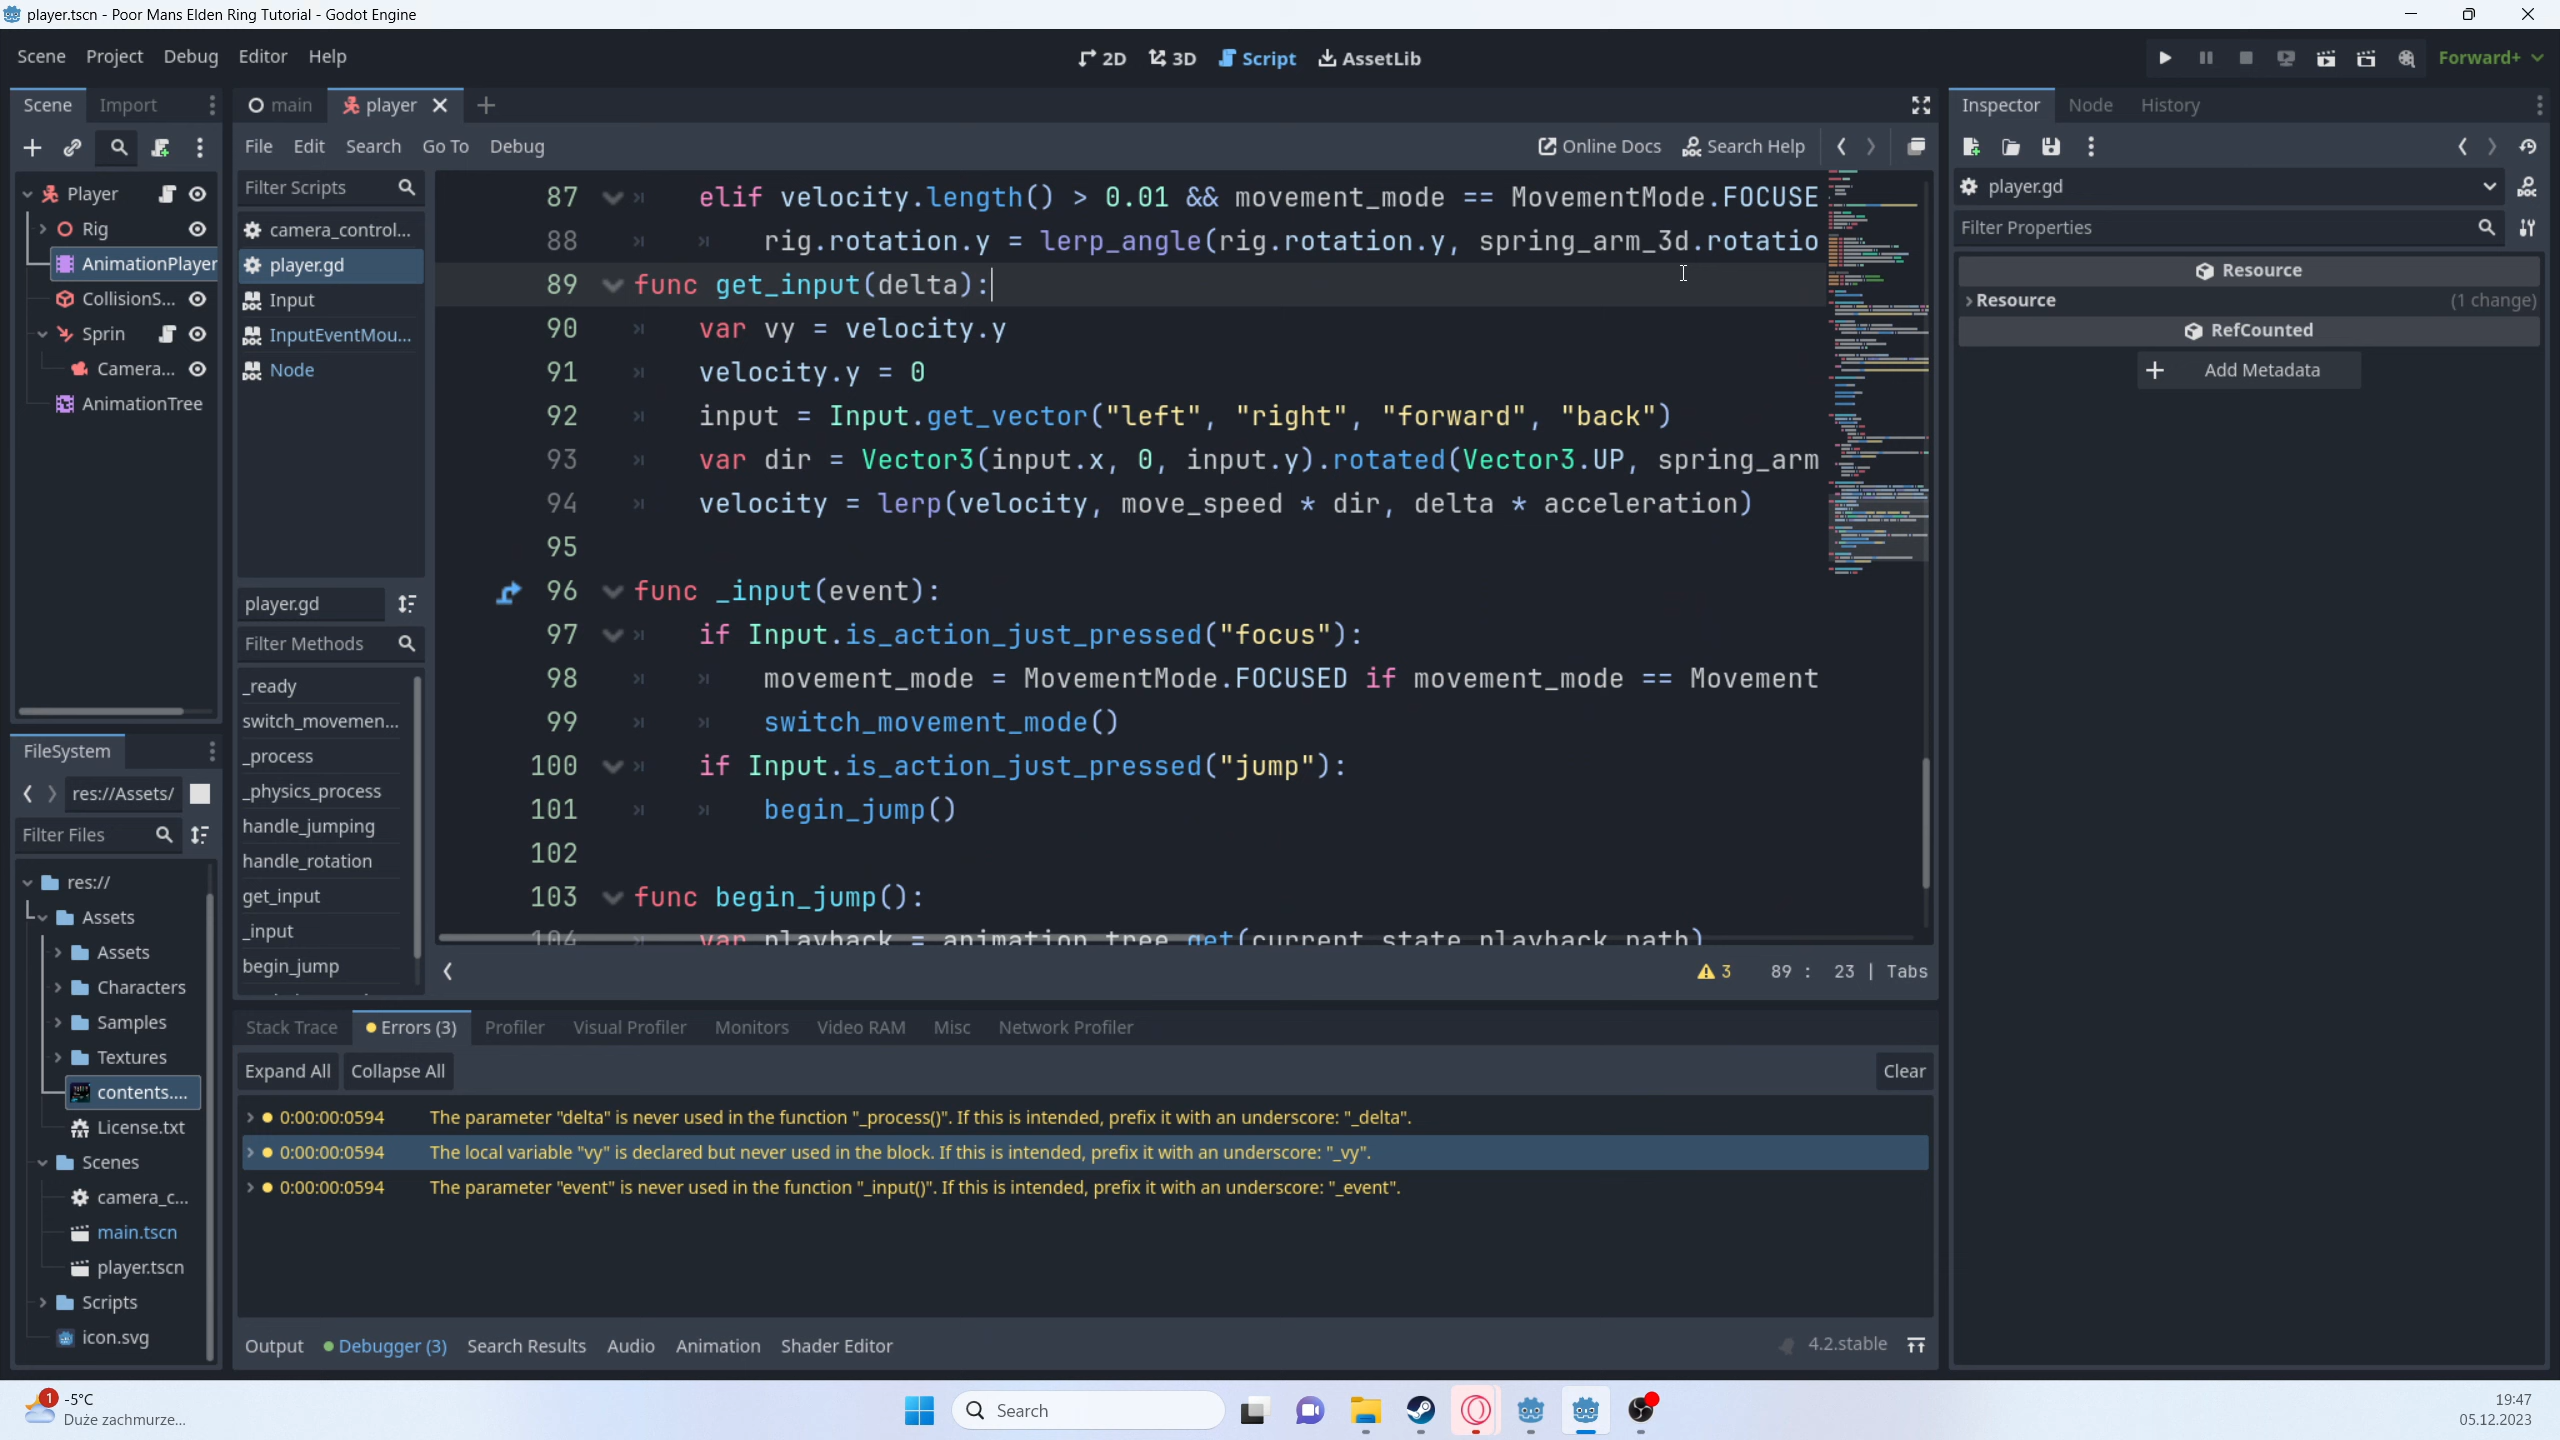 player.tscn - Poor Mans Elden Ring Tutorial - Godot Engine
Scene Project Debug Editor Help
2D 3D Script AssetLib
Forward+
Scene Import
main player
Inspector Node History
File Edit Search Go To Debug
Online Docs Search Help
player.gd
Filter Properties
Resource
Resource (1 change)
RefCounted
Add Metadata
Player
Rig
AnimationPlayer
CollisionS...
Sprin
Camera...
AnimationTree
Filter Scripts
camera_control...
player.gd
Input
InputEventMou...
Node
player.gd
Filter Methods
_ready
switch_movemen...
_process
_physics_process
handle_jumping
handle_rotation
get_input
_input
begin_jump
87 elif velocity.length() > 0.01 && movement_mode == MovementMode.FOCUSE
88 rig.rotation.y = lerp_angle(rig.rotation.y, spring_arm_3d.rotatio
89 func get_input(delta):
90 var vy = velocity.y
91 velocity.y = 0
92 input = Input.get_vector("left", "right", "forward", "back")
93 var dir = Vector3(input.x, 0, input.y).rotated(Vector3.UP, spring_arm
94 velocity = lerp(velocity, move_speed * dir, delta * acceleration)
95
96 func _input(event):
97 if Input.is_action_just_pressed("focus"):
98 movement_mode = MovementMode.FOCUSED if movement_mode == Movement
99 switch_movement_mode()
100 if Input.is_action_just_pressed("jump"):
101 begin_jump()
102
103 func begin_jump():
104 var playback = animation_tree.get(current_state_playback_path)
3 89 : 23 | Tabs
FileSystem
res://Assets/
Filter Files
res://
Assets
Assets
Characters
Samples
Textures
contents....
License.txt
Scenes
camera_c...
main.tscn
player.tscn
Scripts
icon.svg
Stack Trace Errors (3) Profiler Visual Profiler Monitors Video RAM Misc Network Profiler
Expand All Collapse All Clear
0:00:00:0594 The parameter "delta" is never used in the function "_process()". If this is intended, prefix it with an underscore: "_delta".
0:00:00:0594 The local variable "vy" is declared but never used in the block. If this is intended, prefix it with an underscore: "_vy".
0:00:00:0594 The parameter "event" is never used in the function "_input()". If this is intended, prefix it with an underscore: "_event".
Output Debugger (3) Search Results Audio Animation Shader Editor 4.2.stable
1
-5°C
Duże zachmurze...
Search
19:47
05.12.2023